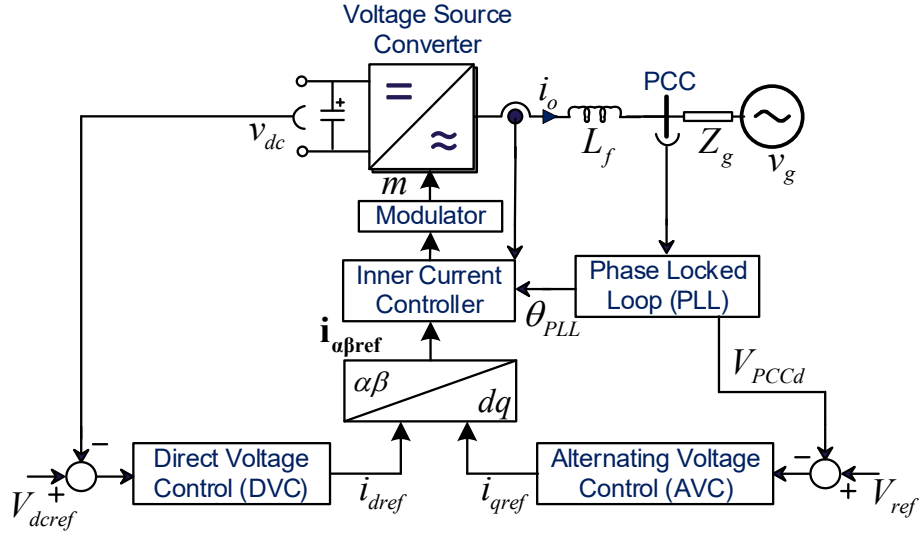 Voltage Source
Converter
PCC
i_o
v_dc
+
L_f
Z_g
v_g
m
Modulator
Inner Current
Controller
θ_PLL
Phase Locked
Loop (PLL)
i_αβref
V_PCCd
αβ
dq
−
Direct Voltage
Control (DVC)
Alternating Voltage
Control (AVC)
−
+
V_dcref
i_dref
i_qref
+
V_ref